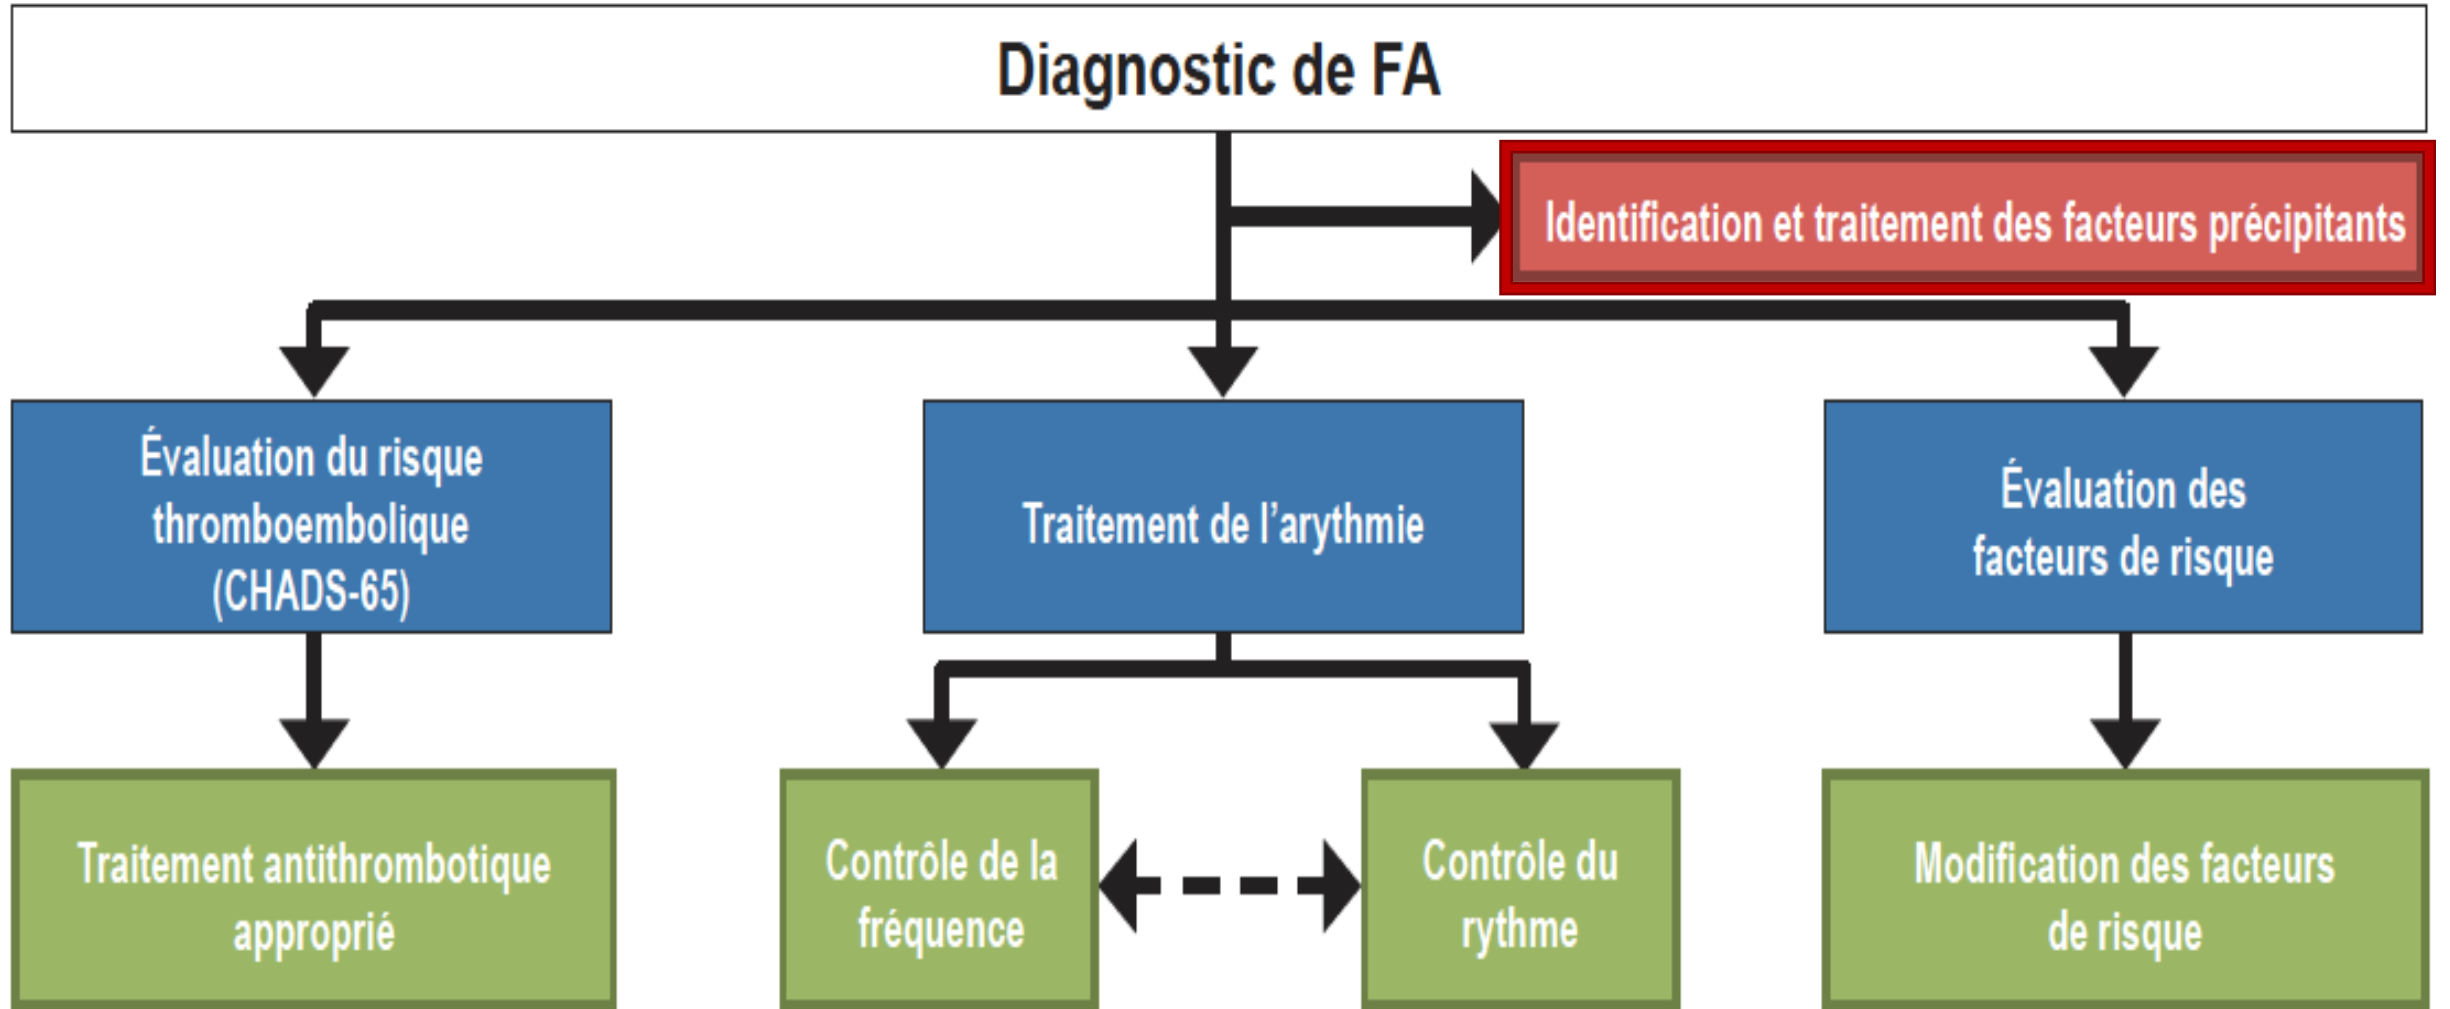 Diagnostic de FA
Identification et traitement des facteurs précipitants
Évaluation du risque
thromboembolique
(CHADS-65)
Traitement de l’arythmie
Évaluation des
facteurs de risque
Traitement antithrombotique
approprié
Contrôle de la
fréquence
Contrôle du
rythme
Modification des facteurs
de risque